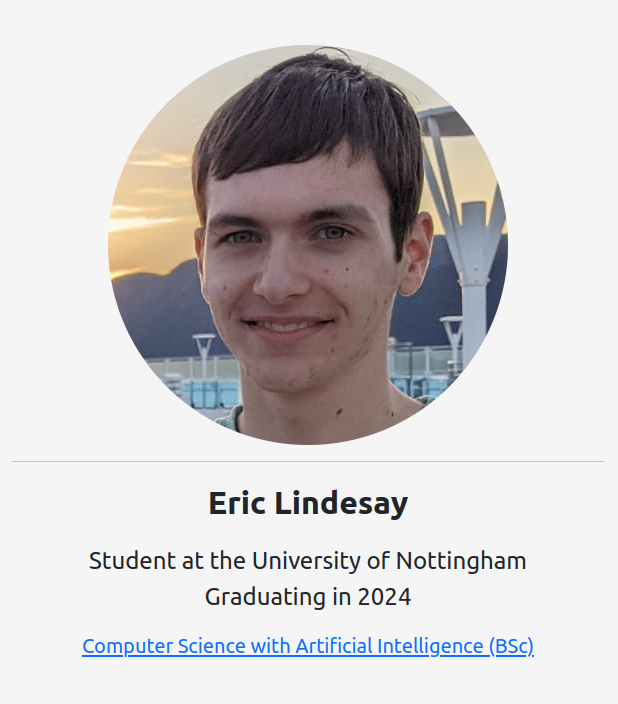 Eric Lindesay
Student at the University of Nottingham
Graduating in 2024
Computer Science with Artificial Intelligence (BSc)